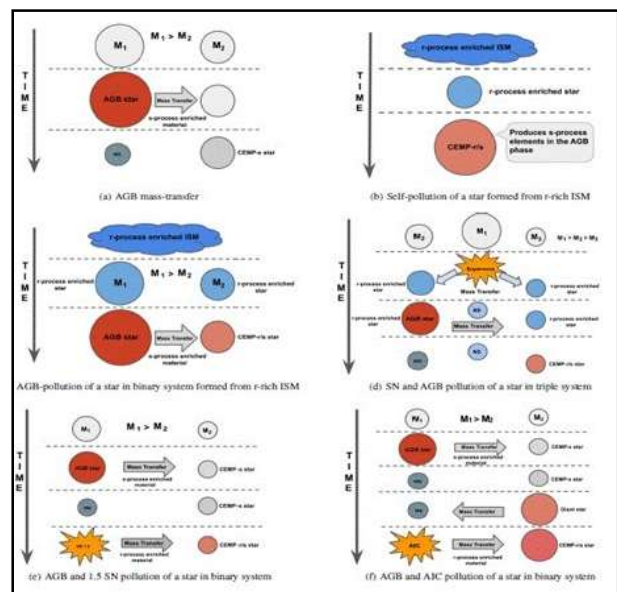 TIME
M₁
M₁ > M₂
M₂
AGB star
Mass Transfer
s-process enriched
material
CEMP-s star
(a) AGB mass-transfer
TIME
r-process enriched ISM
r-process enriched star
CEMP-r/s
Produces s-process
elements in the AGB
phase
(b) Self-pollution of a star formed from r-rich ISM
TIME
r-process enriched ISM
r-process enriched
star
M₁
M₁ > M₂
M₂
r-process enriched
star
AGB star
Mass Transfer
s-process enriched
material
CEMP-r/s star
AGB-pollution of a star in binary system formed from r-rich ISM
TIME
M₂
M₁
M₃
Supernova
r-process enriched
star
Mass Transfer
r-process enriched
star
r-process enriched
star
AGB star
NS
Mass Transfer
r-process enriched
star
NS
CEMP-r/s star
(d) SN and AGB pollution of a star in triple system
TIME
M₁
M₁ > M₂
M₂
AGB star
Mass Transfer
s-process enriched
material
CEMP-s star
CEMP-s star
Mass Transfer
r-process enriched
material
CEMP-r/s star
(e) AGB and 1.5 SN pollution of a star in binary system
TIME
M₁
M₁ > M₂
M₂
AGB star
Mass Transfer
s-process enriched
material
CEMP-s star
CEMP-s star
Mass Transfer
Giant star
AIC
Mass Transfer
r-process enriched
material
CEMP-r/s star
(f) AGB and AIC pollution of a star in binary system